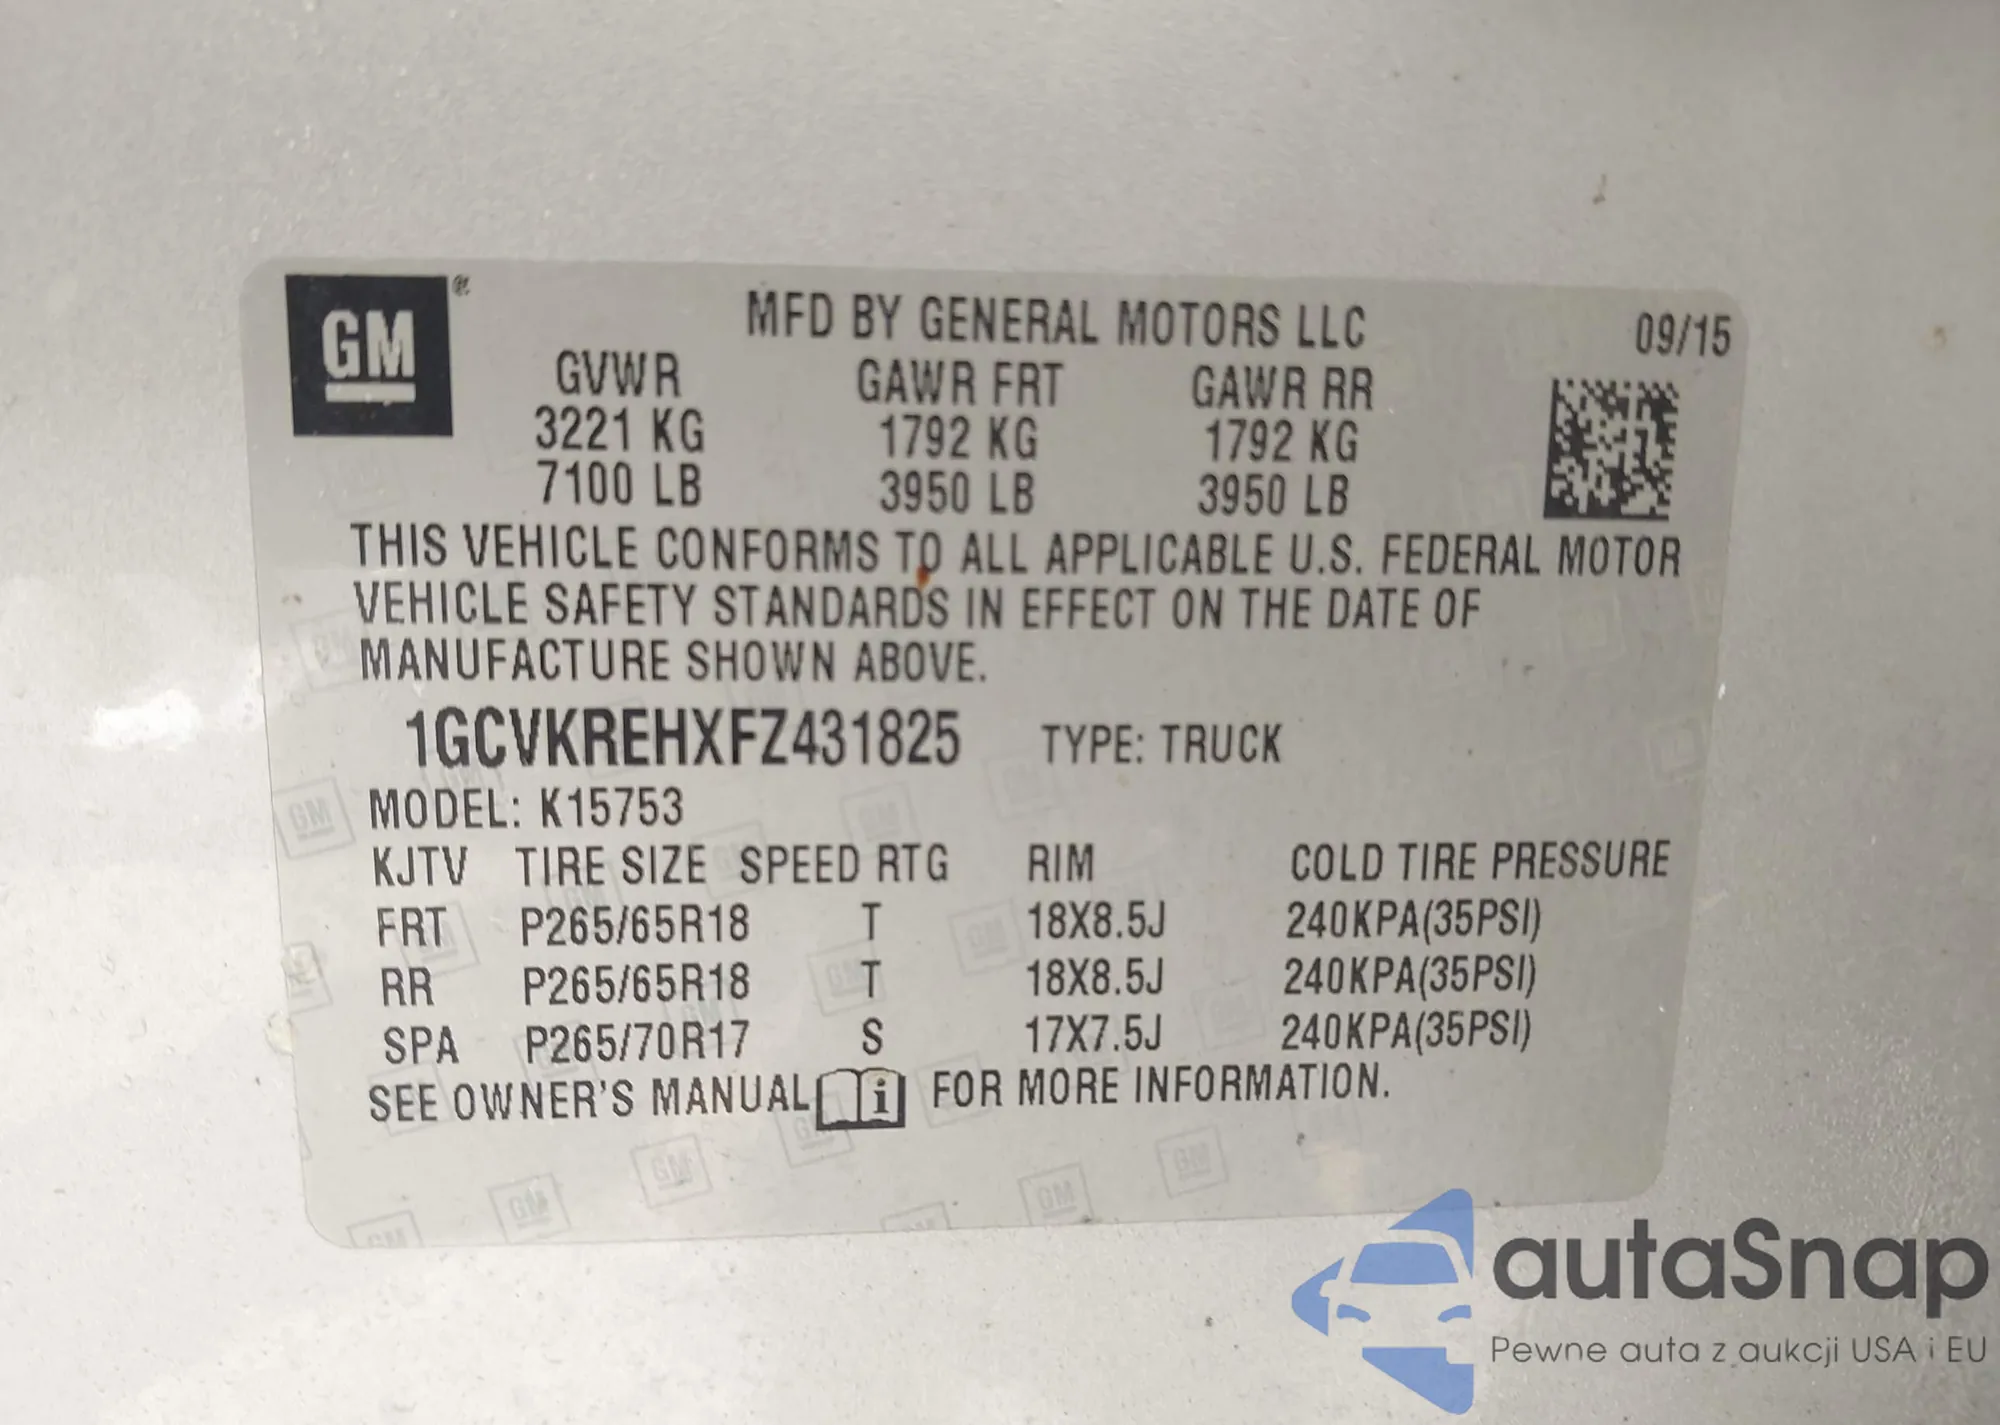 GM®
MFD BY GENERAL MOTORS LLC 09/15
GVWR GAWR FRT GAWR RR
3221 KG 1792 KG 1792 KG
7100 LB 3950 LB 3950 LB
THIS VEHICLE CONFORMS TO ALL APPLICABLE U.S. FEDERAL MOTOR
VEHICLE SAFETY STANDARDS IN EFFECT ON THE DATE OF
MANUFACTURE SHOWN ABOVE.
1GCVKREHXFZ431825 TYPE: TRUCK
MODEL: K15753
KJTV TIRE SIZE SPEED RTG RIM COLD TIRE PRESSURE
FRT P265/65R18 T 18X8.5J 240KPA(35PSI)
RR P265/65R18 T 18X8.5J 240KPA(35PSI)
SPA P265/70R17 S 17X7.5J 240KPA(35PSI)
SEE OWNER'S MANUAL i FOR MORE INFORMATION.
autaSnap
Pewne auta z aukcji USA i EU